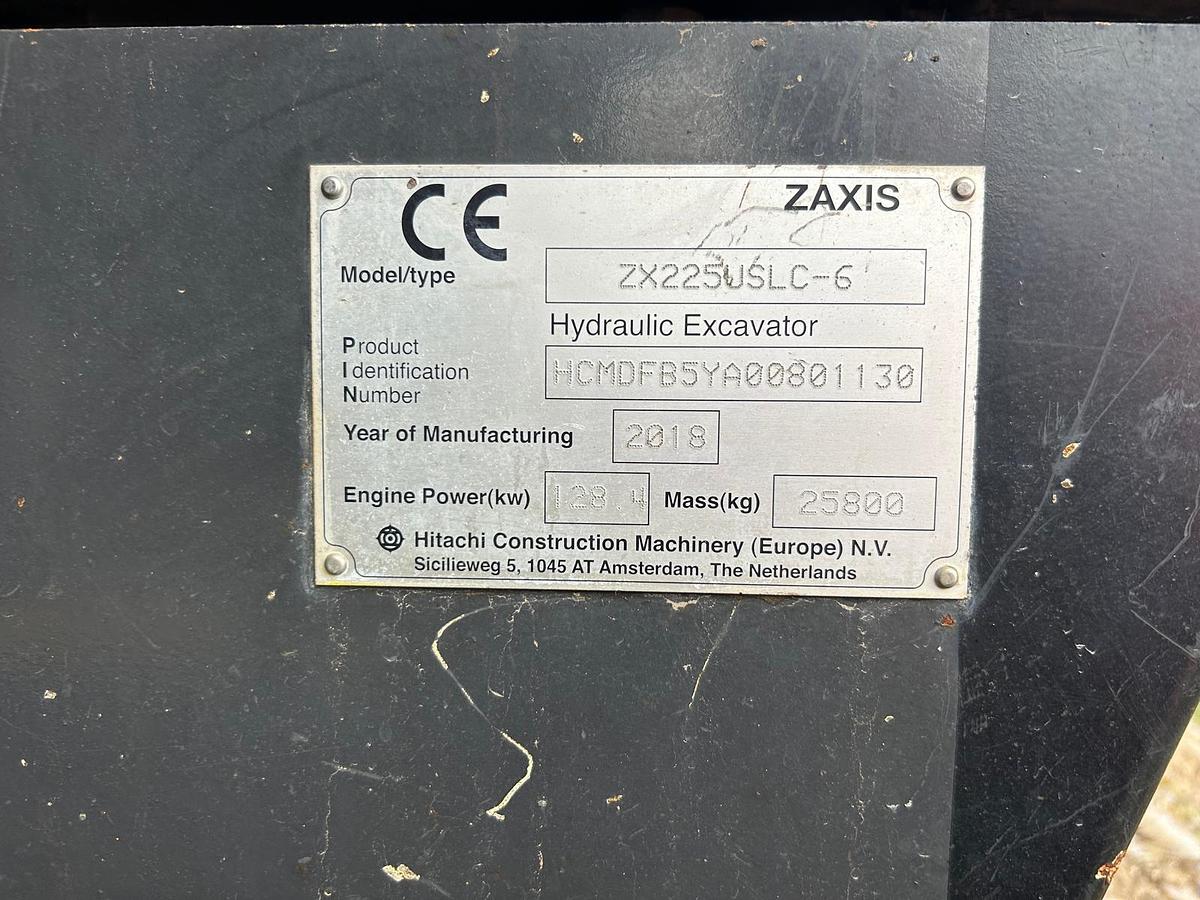 CE ZAXIS
Model/type ZX225USLC-6
Hydraulic Excavator
Product
Identification HCMDFB5YA00801130
Number
Year of Manufacturing 2018
Engine Power(kw) 128.4 Mass(kg) 25800
Hitachi Construction Machinery (Europe) N.V.
Sicilieweg 5, 1045 AT Amsterdam, The Netherlands